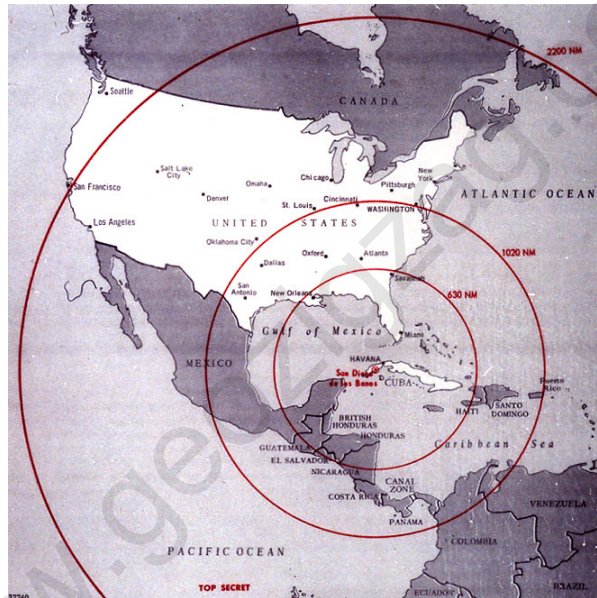 2200 NM
CANADA
Seattle
Salt Lake
City
San Francisco
Denver
Omaha
Chicago
Pittsburgh
New
York
St. Louis
Cincinnati
WASHINGTON
ATLANTIC OCEAN
Los Angeles
UNITED STATES
Oklahoma City
Oxford
Atlanta
1020 NM
Dallas
Savannah
San
Antonio
New Orleans
630 NM
Gulf of Mexico
Miami
MEXICO
HAVANA
San Diego
de los Banos
CUBA
Puerto
Rico
HAITI
SANTO
DOMINGO
BRITISH
HONDURAS
HONDURAS
Caribbean Sea
GUATEMALA
EL SALVADOR
NICARAGUA
CANAL
ZONE
COSTA RICA
VENEZUELA
PANAMA
COLOMBIA
PACIFIC OCEAN
TOP SECRET
ECUADOR
BRAZIL
www.geozigzag.c